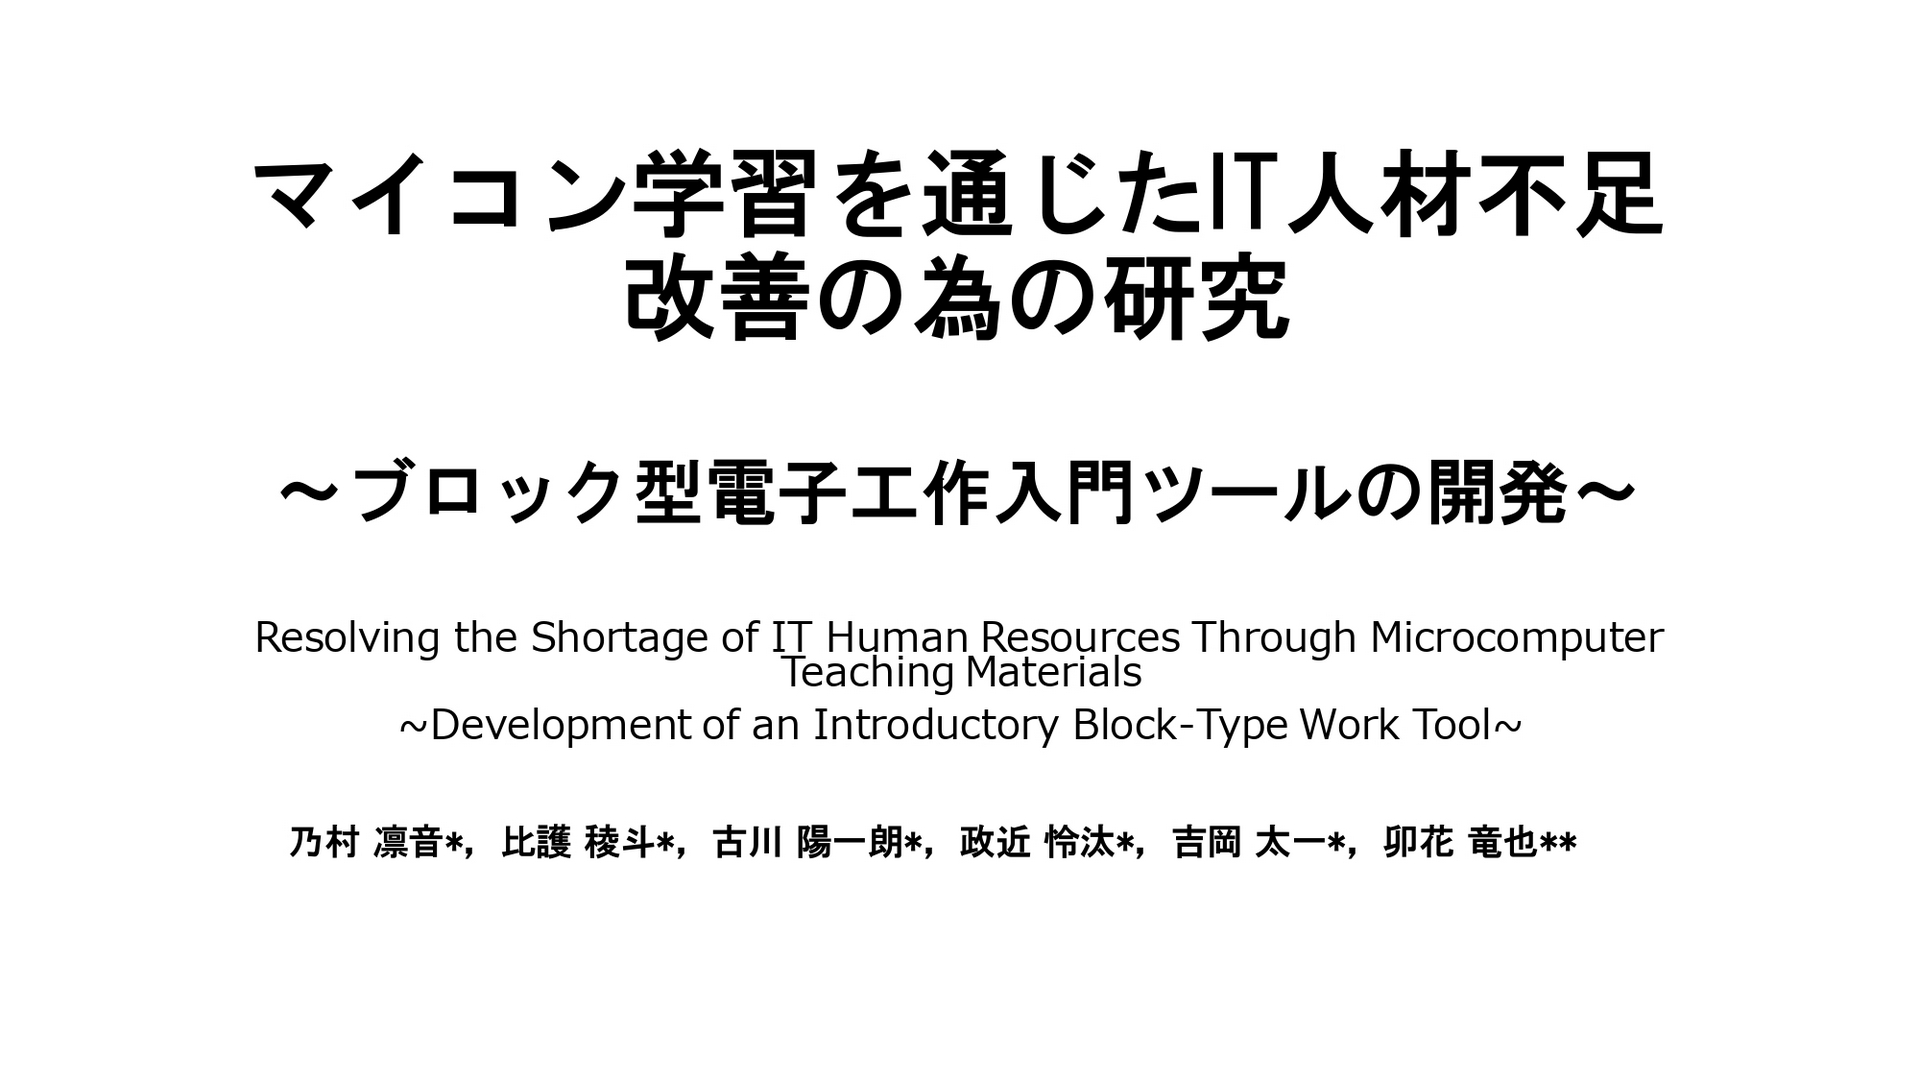 マイコン学習を通じたIT人材不足
改善の為の研究
～ブロック型電子工作入門ツールの開発～
Resolving the Shortage of IT Human Resources Through Microcomputer
Teaching Materials
~Development of an Introductory Block-Type Work Tool~
乃村 凛音*，比護 稜斗*，古川 陽一朗*，政近 怜汰*，吉岡 太一*，卯花 竜也**